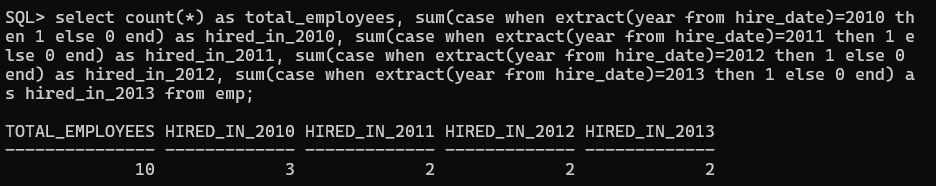 SQL> select count(*) as total_employees, sum(case when extract(year from hire_date)=2010 th
en 1 else 0 end) as hired_in_2010, sum(case when extract(year from hire_date)=2011 then 1 e
lse 0 end) as hired_in_2011, sum(case when extract(year from hire_date)=2012 then 1 else 0 
end) as hired_in_2012, sum(case when extract(year from hire_date)=2013 then 1 else 0 end) a
s hired_in_2013 from emp;
TOTAL_EMPLOYEES HIRED_IN_2010 HIRED_IN_2011 HIRED_IN_2012 HIRED_IN_2013
--------------- ------------- ------------- ------------- -------------
             10             3             2             2             2